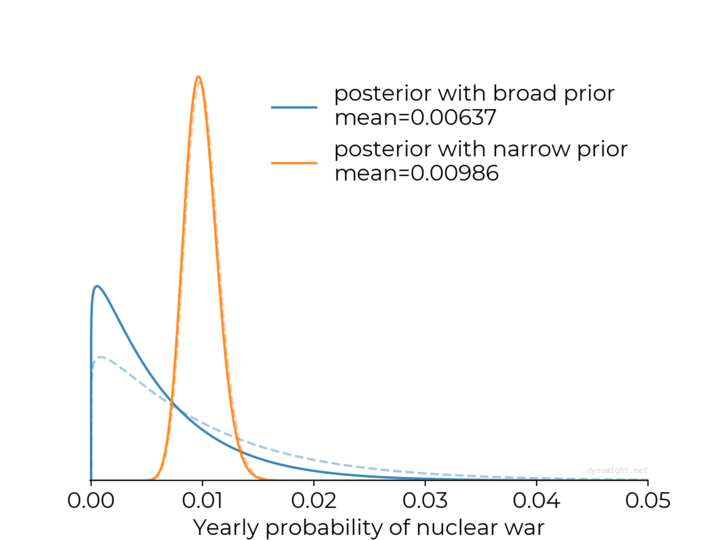 posterior with broad prior
mean=0.00637
posterior with narrow prior
mean=0.00986
dynomight.net
0.00 0.01 0.02 0.03 0.04 0.05
Yearly probability of nuclear war